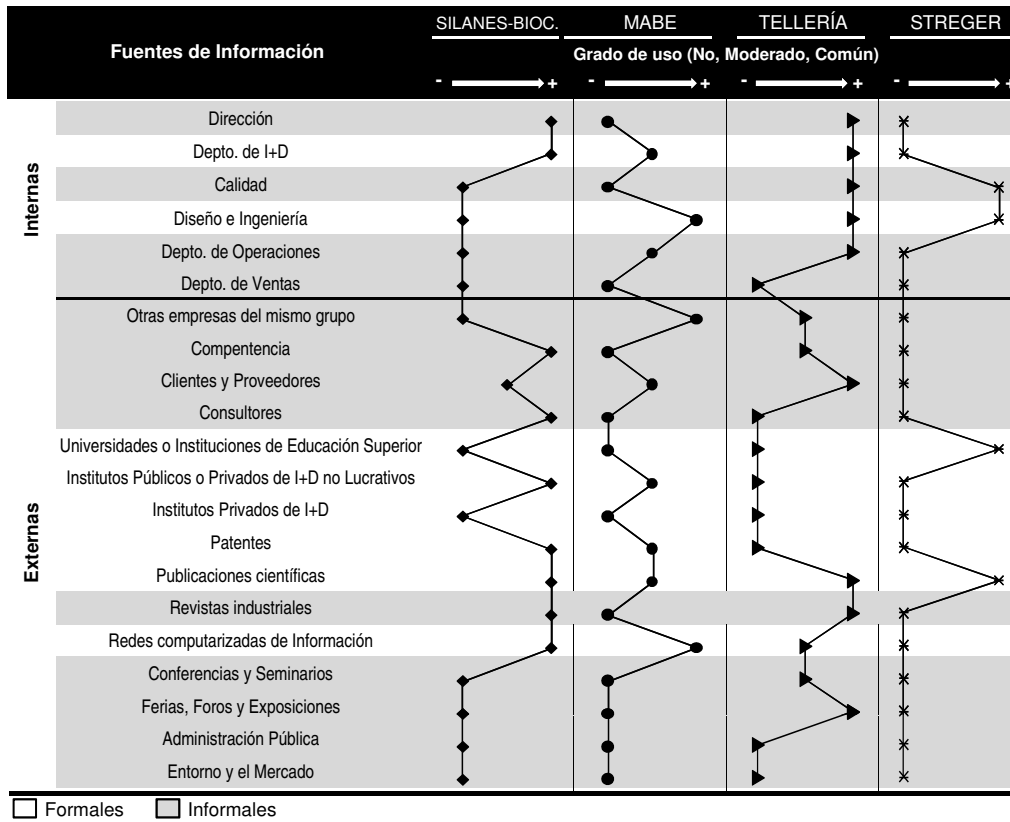 SILANES-BIOC. MABE TELLERÍA STREGER
Fuentes de Información
Grado de uso (No, Moderado, Común)
- + - + - + - +
Internas
Dirección
Depto. de I+D
Calidad
Diseño e Ingeniería
Depto. de Operaciones
Depto. de Ventas
Externas
Otras empresas del mismo grupo
Compentencia
Clientes y Proveedores
Consultores
Universidades o Instituciones de Educación Superior
Institutos Públicos o Privados de I+D no Lucrativos
Institutos Privados de I+D
Patentes
Publicaciones científicas
Revistas industriales
Redes computarizadas de Información
Conferencias y Seminarios
Ferias, Foros y Exposiciones
Administración Pública
Entorno y el Mercado
Formales Informales